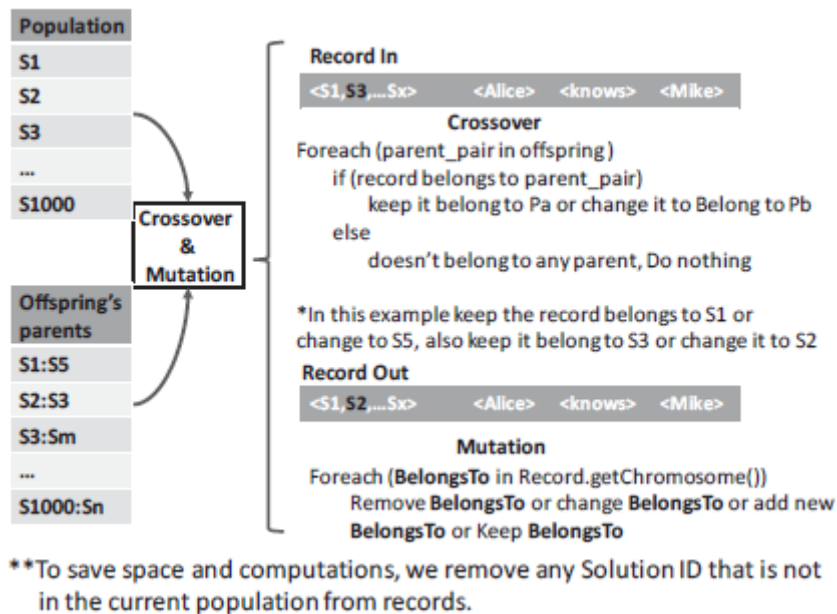 Population
S1
S2
S3
...
S1000
Crossover
&
Mutation
Offspring's
parents
S1:S5
S2:S3
S3:Sm
...
S1000:Sn
Record In
<S1,S3,...Sx> <Alice> <knows> <Mike>
Crossover
Foreach (parent_pair in offspring)
if (record belongs to parent_pair)
keep it belong to Pa or change it to Belong to Pb
else
doesn't belong to any parent, Do nothing
*In this example keep the record belongs to S1 or
change to S5, also keep it belong to S3 or change it to S2
Record Out
<S1,S2,...Sx> <Alice> <knows> <Mike>
Mutation
Foreach (BelongsTo in Record.getChromosome())
Remove BelongsTo or change BelongsTo or add new
BelongsTo or Keep BelongsTo
**To save space and computations, we remove any Solution ID that is not
in the current population from records.